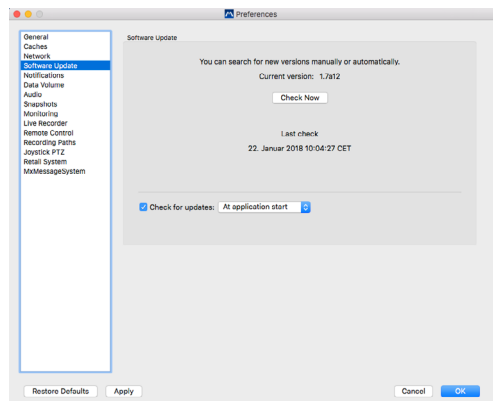 Preferences
General
Caches
Network
Software Update
Notifications
Data Volume
Audio
Snapshots
Monitoring
Live Recorder
Remote Control
Recording Paths
Joystick PTZ
Retail System
MxMessageSystem
Software Update
You can search for new versions manually or automatically.
Current version: 1.7a12
Check Now
Last check
22. Januar 2018 10:04:27 CET
Check for updates: At application start
Restore Defaults Apply Cancel OK